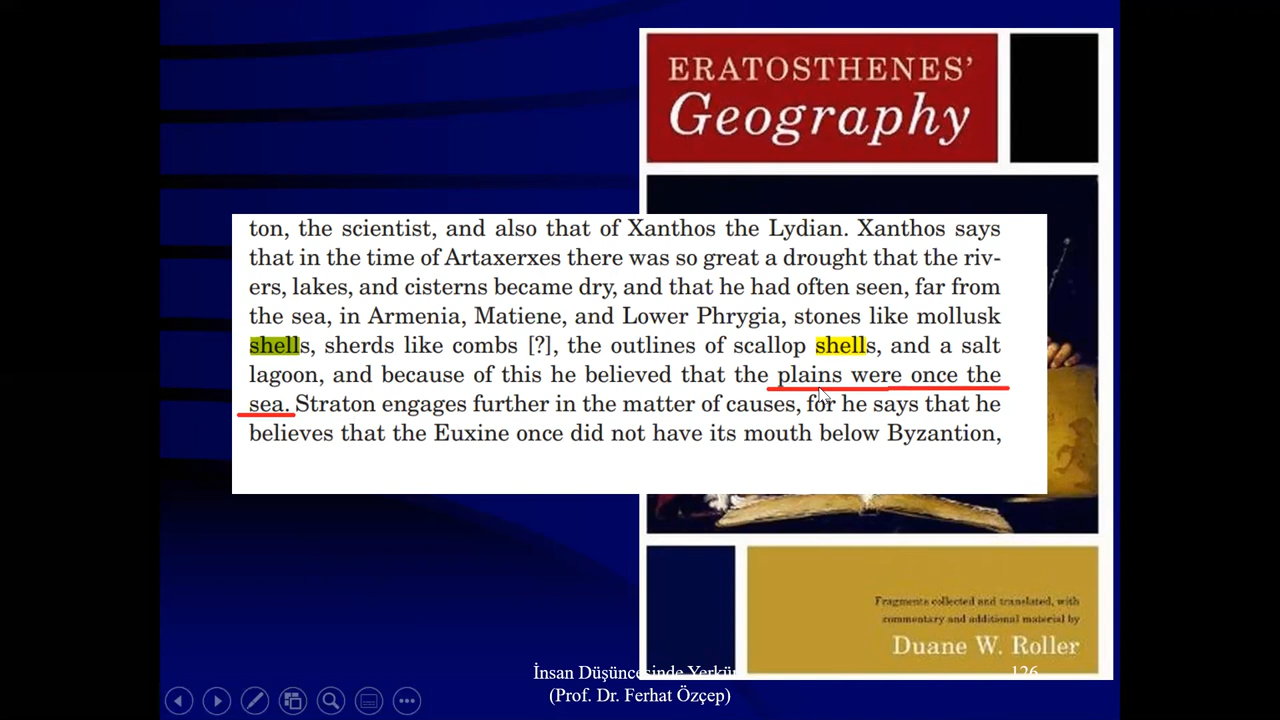 ERATOSTHENES’
Geography
ton, the scientist, and also that of Xanthos the Lydian. Xanthos says
that in the time of Artaxerxes there was so great a drought that the riv-
ers, lakes, and cisterns became dry, and that he had often seen, far from
the sea, in Armenia, Matiene, and Lower Phrygia, stones like mollusk
shells, sherds like combs [?], the outlines of scallop shells, and a salt
lagoon, and because of this he believed that the plains were once the
sea. Straton engages further in the matter of causes, for he says that he
believes that the Euxine once did not have its mouth below Byzantion,
Fragments collected and translated, with
commentary and additional material by
Duane W. Roller
İnsan Düşüncesinde Yerkür
126
(Prof. Dr. Ferhat Özçep)